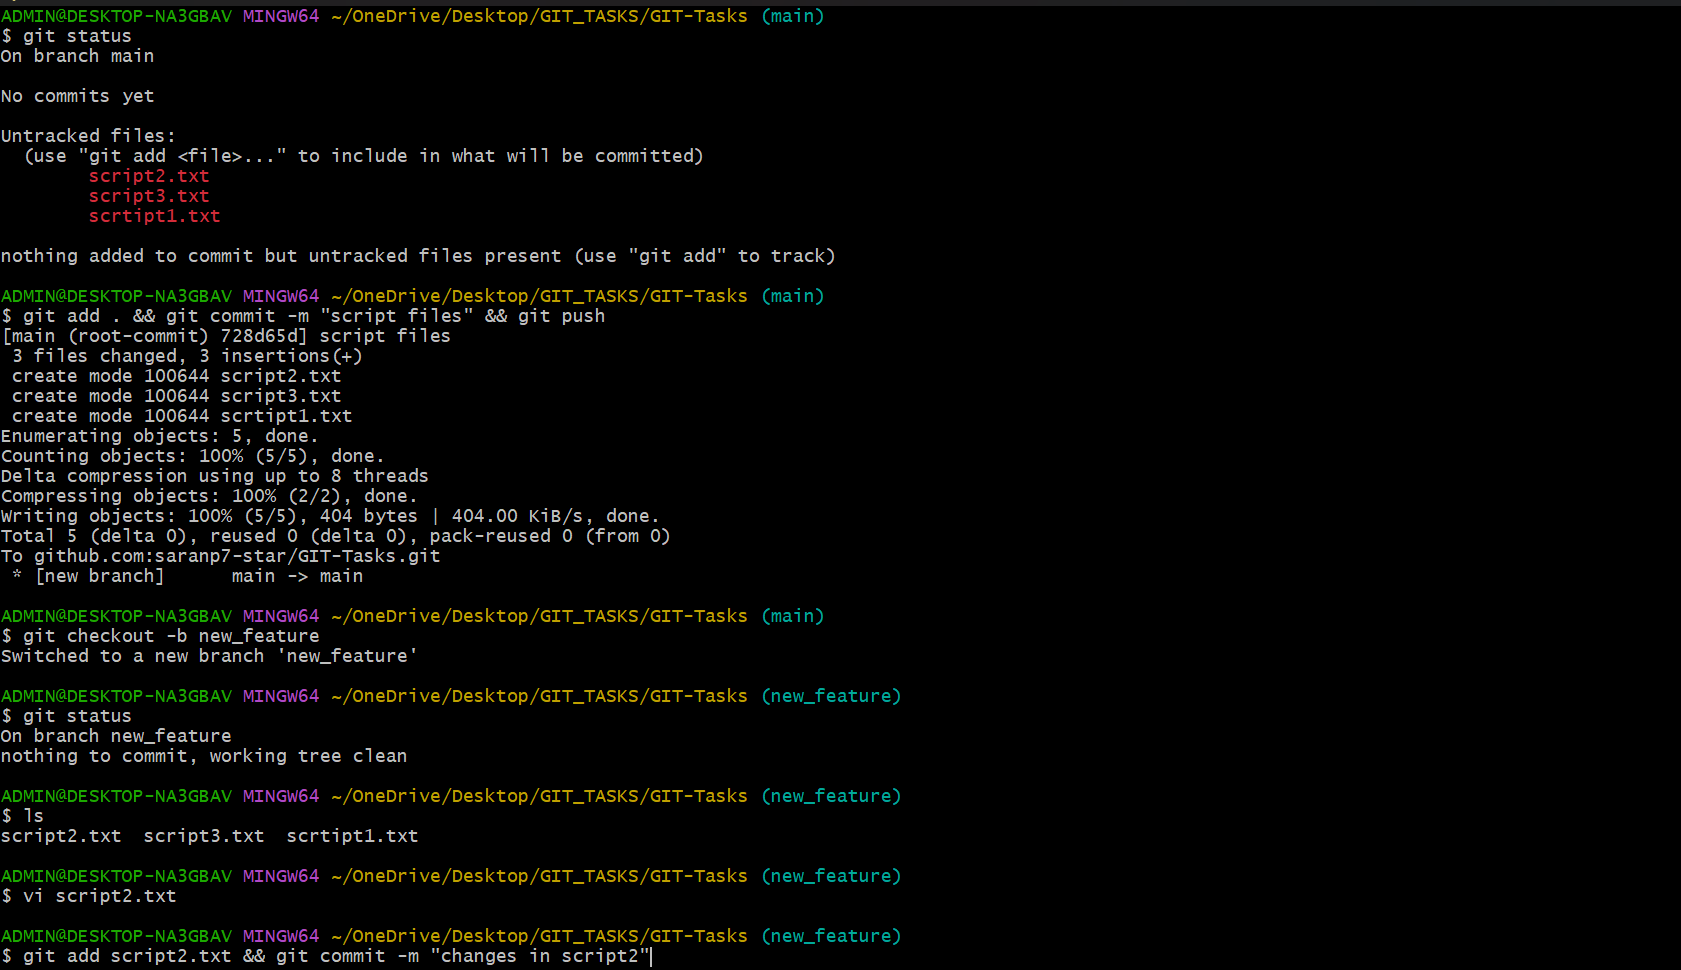 ADMIN@DESKTOP-NA3GBAV MINGW64 ~/OneDrive/Desktop/GIT_TASKS/GIT-Tasks (main)
$ git status
On branch main
No commits yet
Untracked files:
  (use "git add <file>..." to include in what will be committed)
        script2.txt
        script3.txt
        scrtipt1.txt
nothing added to commit but untracked files present (use "git add" to track)
ADMIN@DESKTOP-NA3GBAV MINGW64 ~/OneDrive/Desktop/GIT_TASKS/GIT-Tasks (main)
$ git add . && git commit -m "script files" && git push
[main (root-commit) 728d65d] script files
 3 files changed, 3 insertions(+)
 create mode 100644 script2.txt
 create mode 100644 script3.txt
 create mode 100644 scrtipt1.txt
Enumerating objects: 5, done.
Counting objects: 100% (5/5), done.
Delta compression using up to 8 threads
Compressing objects: 100% (2/2), done.
Writing objects: 100% (5/5), 404 bytes | 404.00 KiB/s, done.
Total 5 (delta 0), reused 0 (delta 0), pack-reused 0 (from 0)
To github.com:saranp7-star/GIT-Tasks.git
 * [new branch]      main -> main
ADMIN@DESKTOP-NA3GBAV MINGW64 ~/OneDrive/Desktop/GIT_TASKS/GIT-Tasks (main)
$ git checkout -b new_feature
Switched to a new branch 'new_feature'
ADMIN@DESKTOP-NA3GBAV MINGW64 ~/OneDrive/Desktop/GIT_TASKS/GIT-Tasks (new_feature)
$ git status
On branch new_feature
nothing to commit, working tree clean
ADMIN@DESKTOP-NA3GBAV MINGW64 ~/OneDrive/Desktop/GIT_TASKS/GIT-Tasks (new_feature)
$ ls
script2.txt  script3.txt  scrtipt1.txt
ADMIN@DESKTOP-NA3GBAV MINGW64 ~/OneDrive/Desktop/GIT_TASKS/GIT-Tasks (new_feature)
$ vi script2.txt
ADMIN@DESKTOP-NA3GBAV MINGW64 ~/OneDrive/Desktop/GIT_TASKS/GIT-Tasks (new_feature)
$ git add script2.txt && git commit -m "changes in script2"